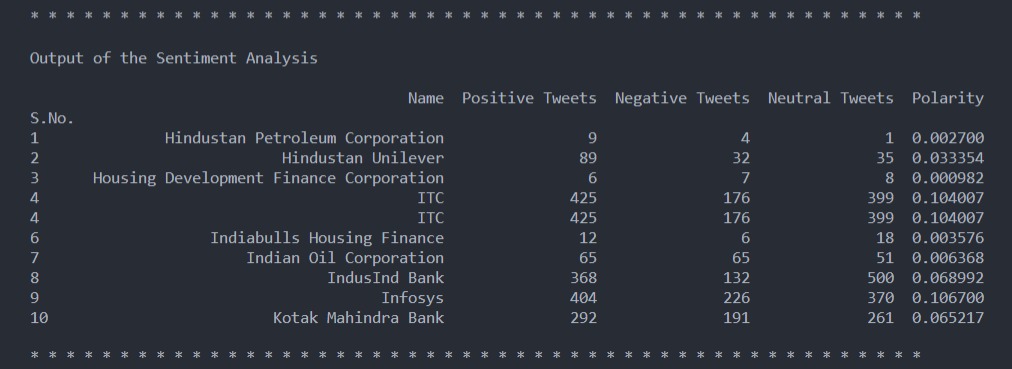 * * * * * * * * * * * * * * * * * * * * * * * * * * * * * * * * * * * * * * * * * * * * * * * * * *
Output of the Sentiment Analysis
Name Positive Tweets Negative Tweets Neutral Tweets Polarity
S.No.
1 Hindustan Petroleum Corporation 9 4 1 0.002700
2 Hindustan Unilever 89 32 35 0.033354
3 Housing Development Finance Corporation 6 7 8 0.000982
4 ITC 425 176 399 0.104007
4 ITC 425 176 399 0.104007
6 Indiabulls Housing Finance 12 6 18 0.003576
7 Indian Oil Corporation 65 65 51 0.006368
8 IndusInd Bank 368 132 500 0.068992
9 Infosys 404 226 370 0.106700
10 Kotak Mahindra Bank 292 191 261 0.065217
* * * * * * * * * * * * * * * * * * * * * * * * * * * * * * * * * * * * * * * * * * * * * * * * * *